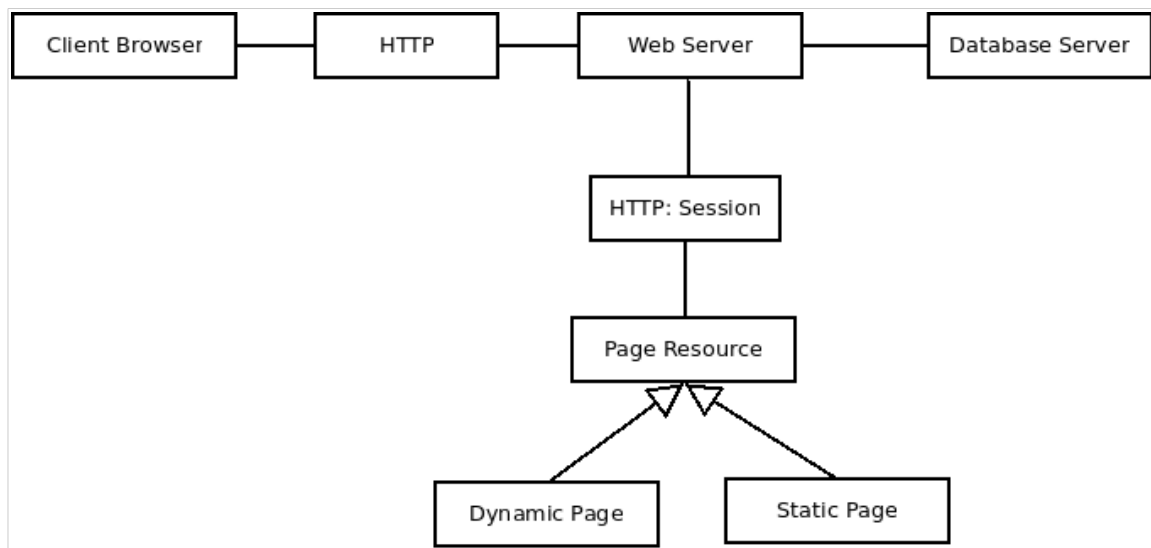 Client Browser
HTTP
Web Server
Database Server
HTTP: Session
Page Resource
Dynamic Page
Static Page